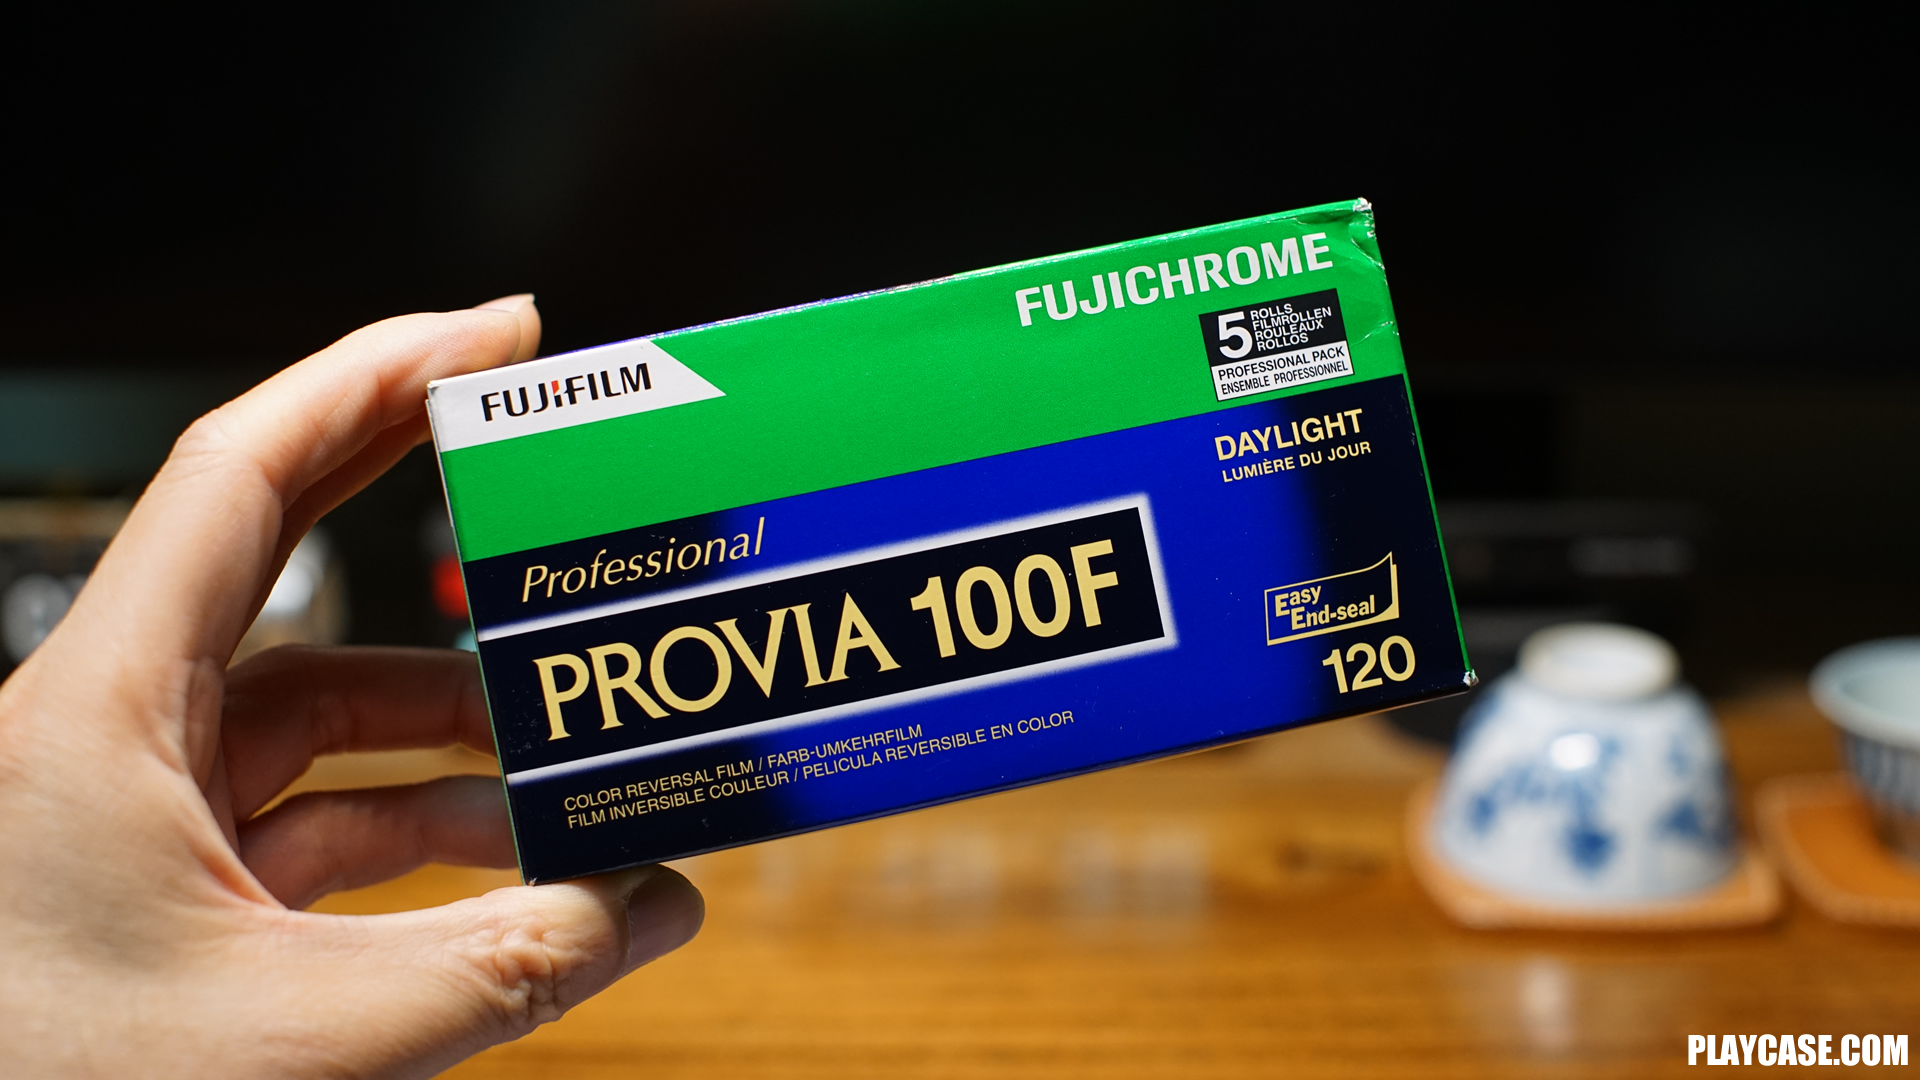 FUJIFILM
FUJICHROME
5 ROLLS
FILMROLLEN
ROULEAUX
ROLLOS
PROFESSIONAL PACK
ENSEMBLE PROFESSIONNEL
DAYLIGHT
LUMIÈRE DU JOUR
Professional
PROVIA 100F
Easy
End-seal
120
COLOR REVERSAL FILM / FARB-UMKEHRFILM
FILM INVERSIBLE COULEUR / PELICULA REVERSIBLE EN COLOR
PLAYCASE.COM